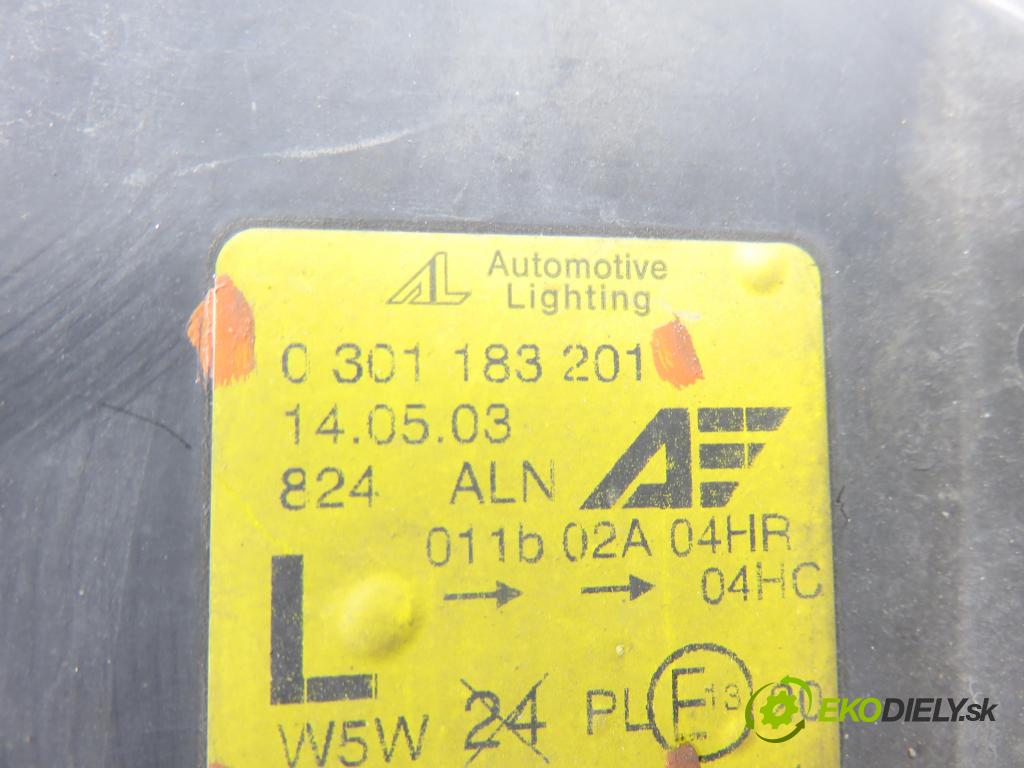 AL Automotive
Lighting
0 301 183 201
14.05.03
824 ALN
011b 02A 04HR
→ → 04HC
L
W5W 24 PL E 13
EKODIELY.sk